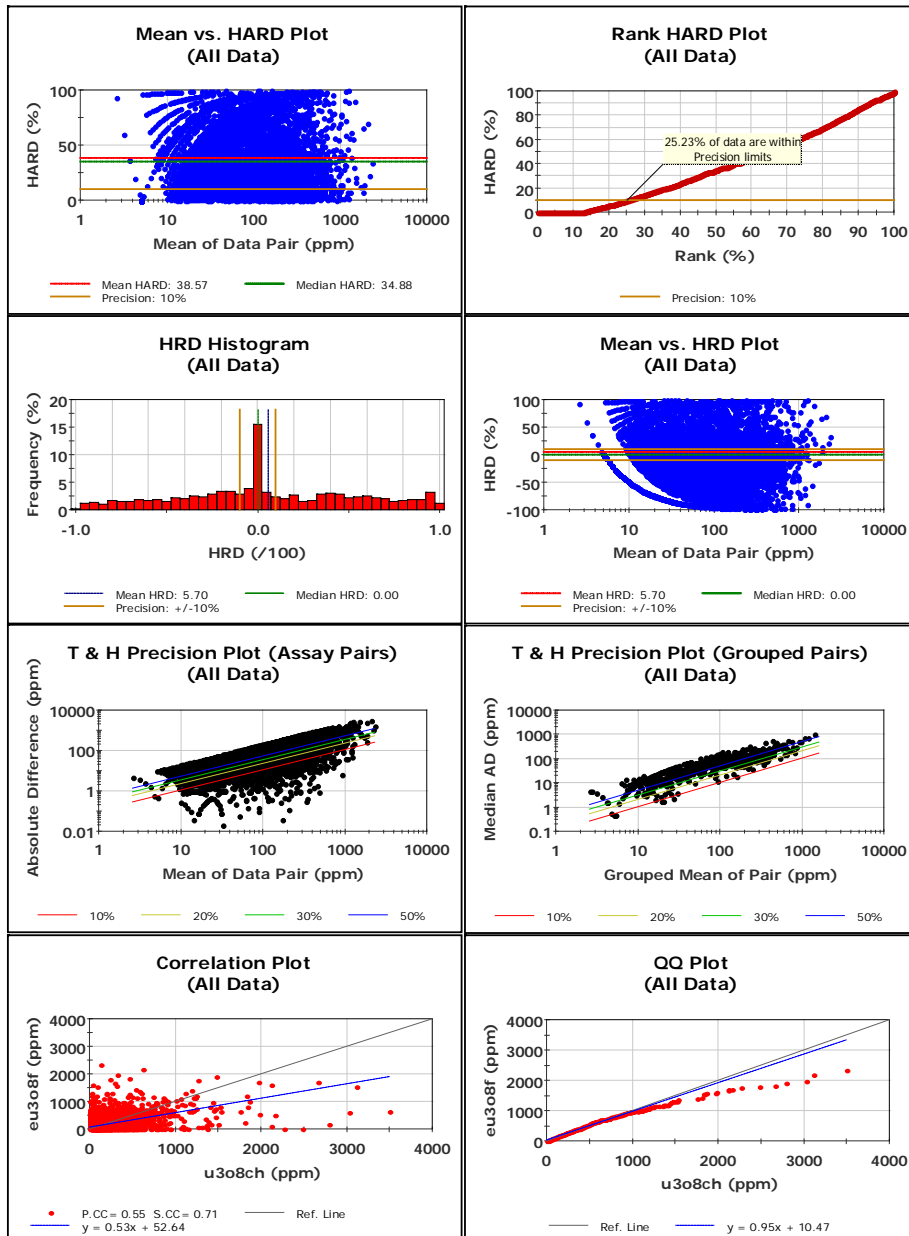 Mean vs. HARD Plot
(All Data)
HARD (%)
100
50
0
1
10
100
1000
10000
Mean of Data Pair (ppm)
Mean HARD: 38.57
Median HARD: 34.88
Precision: 10%
Rank HARD Plot
(All Data)
HARD (%)
100
80
60
40
20
0
25.23% of data are within
Precision limits
0
10
20
30
40
50
60
70
80
90
100
Rank (%)
Precision: 10%
HRD Histogram
(All Data)
Frequency (%)
20
15
10
5
0
-1.0
0.0
1.0
HRD (/100)
Mean HRD: 5.70
Median HRD: 0.00
Precision: +/-10%
Mean vs. HRD Plot
(All Data)
HRD (%)
100
50
0
-50
-100
1
10
100
1000
10000
Mean of Data Pair (ppm)
Mean HRD: 5.70
Median HRD: 0.00
Precision: +/-10%
T & H Precision Plot (Assay Pairs)
(All Data)
Absolute Difference (ppm)
10000
100
1
0.01
1
10
100
1000
10000
Mean of Data Pair (ppm)
10%
20%
30%
50%
T & H Precision Plot (Grouped Pairs)
(All Data)
Median AD (ppm)
10000
1000
100
10
1
0.1
1
10
100
1000
10000
Grouped Mean of Pair (ppm)
10%
20%
30%
50%
Correlation Plot
(All Data)
eu3o8f (ppm)
4000
3000
2000
1000
0
0
1000
2000
3000
4000
u3o8ch (ppm)
P.CC= 0.55 S.CC= 0.71
Ref. Line
y = 0.53x + 52.64
QQ Plot
(All Data)
eu3o8f (ppm)
4000
3000
2000
1000
0
0
1000
2000
3000
4000
u3o8ch (ppm)
Ref. Line
y = 0.95x + 10.47